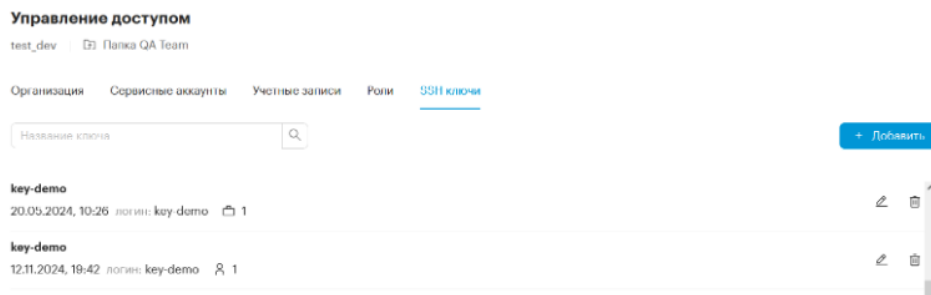 Управление доступом
test_dev Папка QA Team
Организация Сервисные аккаунты Учетные записи Роли SSH ключи
Название ключа
+ Добавить
key-demo
20.05.2024, 10:26 логин: key-demo 1
key-demo
12.11.2024, 19:42 логин: key-demo 1